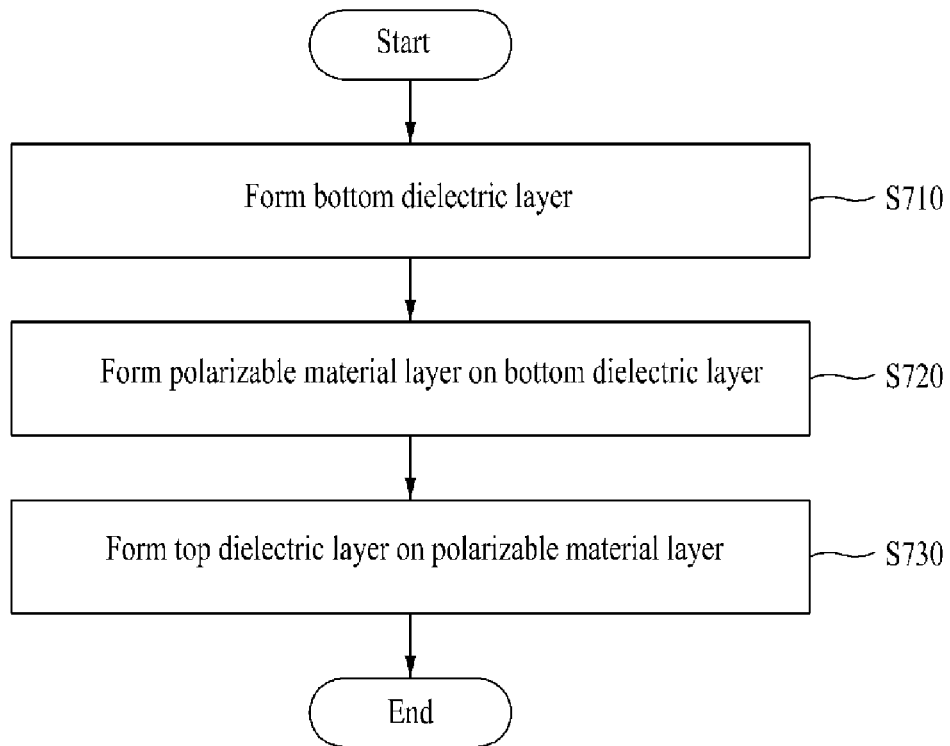 Start
Form bottom dielectric layer
S710
Form polarizable material layer on bottom dielectric layer
S720
Form top dielectric layer on polarizable material layer
S730
End